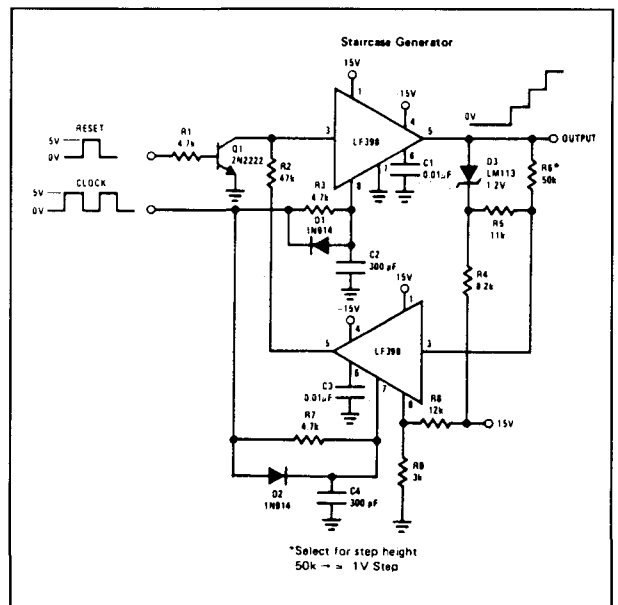 Staircase Generator
15V
1
-15V
4
0V
RESET
5V
0V
R1
4.7k
Q1
2N2222
3
LF398
5
OUTPUT
R2
47k
7
6
8
C1
0.01µF
D3
LM113
1.2V
R6*
50k
CLOCK
5V
0V
R3
4.7k
D1
1N914
R5
11k
C2
300 pF
R4
8.2k
15V
1
-15V
4
5
LF398
3
6
7
8
C3
0.01µF
R8
12k
15V
R7
4.7k
R9
3k
D2
1N914
C4
300 pF
*Select for step height
50k → ≃ 1V Step